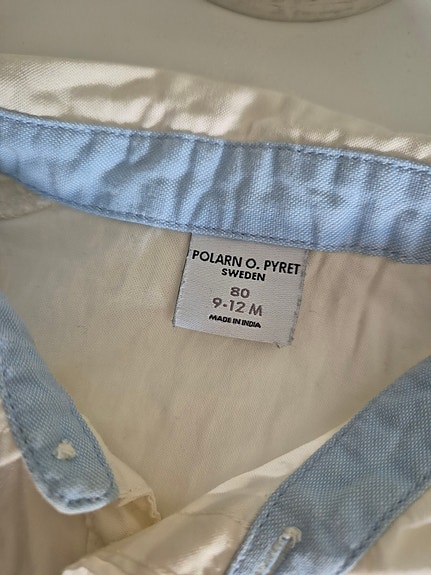 POLARN O. PYRET
SWEDEN
80
9-12 M
MADE IN INDIA